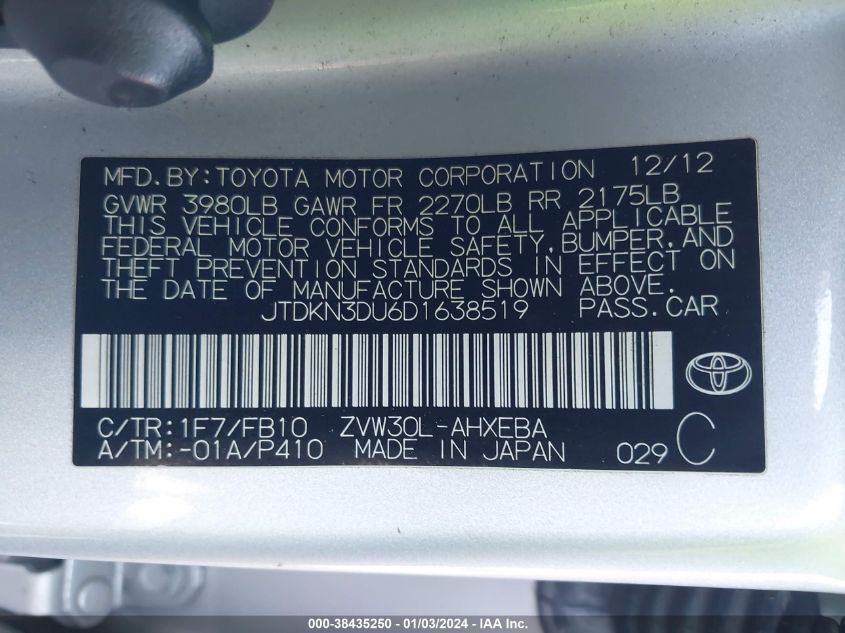 MFD.BY:TOYOTA MOTOR CORPORATION 12/12
GVWR 3980LB GAWR FR 2270LB RR 2175LB
THIS VEHICLE CONFORMS TO ALL APPLICABLE
FEDERAL MOTOR VEHICLE SAFETY,BUMPER,AND
THEFT PREVENTION STANDARDS IN EFFECT ON
THE DATE OF MANUFACTURE SHOWN ABOVE.
JTDKN3DU6D1638519 PASS.CAR
C/TR:1F7/FB10 ZVW30L-AHXEBA
A/TM:-01A/P410 MADE IN JAPAN 029 C
000-38435250 - 01/03/2024 - IAA Inc.